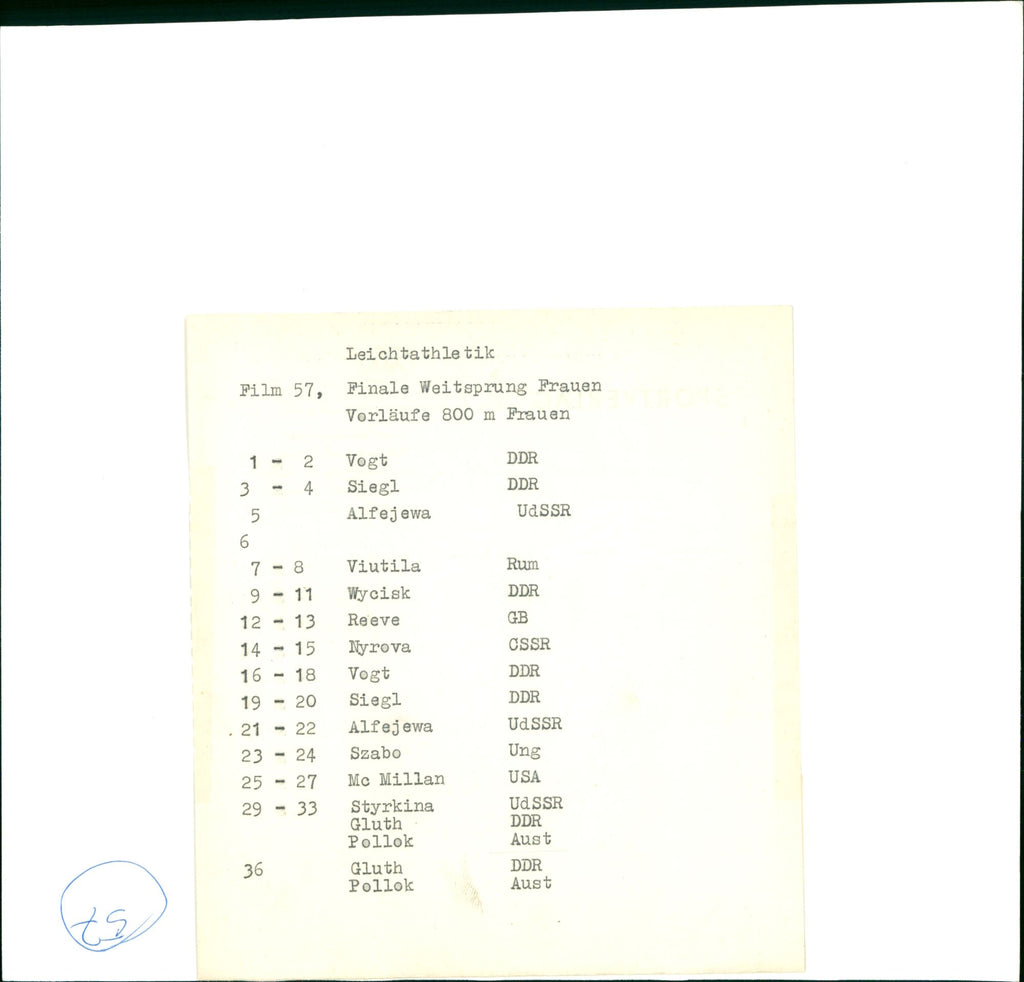 Leichtathletik
Film 57, Finale Weitsprung Frauen
Vorläufe 800 m Frauen
1 - 2 Vogt DDR
3 - 4 Siegl DDR
5 Alfejewa UdSSR
6
7 - 8 Viutila Rum
9 - 11 Wycisk DDR
12 - 13 Reeve GB
14 - 15 Nyrova CSSR
16 - 18 Vogt DDR
19 - 20 Siegl DDR
21 - 22 Alfejewa UdSSR
23 - 24 Szabo Ung
25 - 27 Mc Millan USA
29 - 33 Styrkina UdSSR
Gluth DDR
Pollok Aust
36 Gluth DDR
Pollok Aust
57